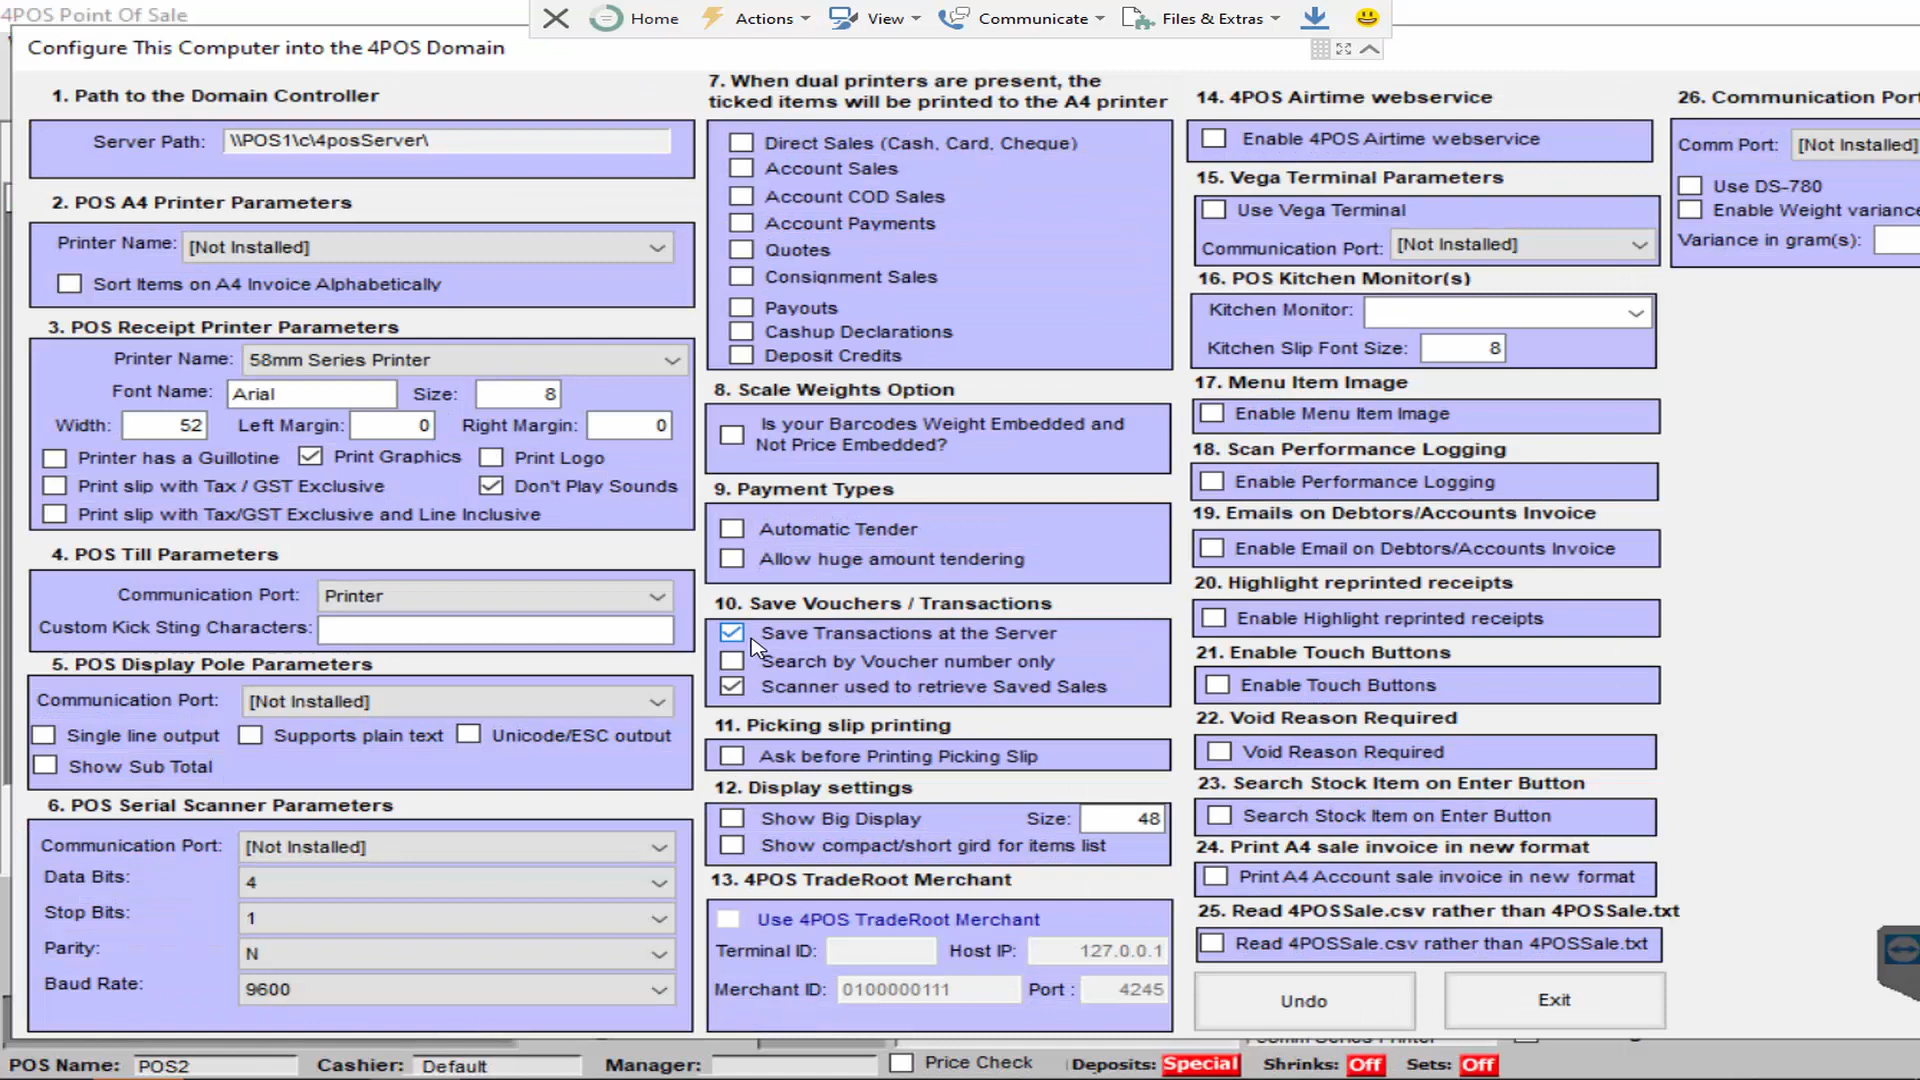 4POS Point Of Sale
Home Actions View Communicate Files & Extras
Configure This Computer into the 4POS Domain
1. Path to the Domain Controller
Server Path: \\POS1\c\4posServer\
2. POS A4 Printer Parameters
Printer Name: [Not Installed]
Sort Items on A4 Invoice Alphabetically
3. POS Receipt Printer Parameters
Printer Name: 58mm Series Printer
Font Name: Arial Size: 8
Width: 52 Left Margin: 0 Right Margin: 0
Printer has a Guillotine Print Graphics Print Logo
Print slip with Tax / GST Exclusive Don't Play Sounds
Print slip with Tax/GST Exclusive and Line Inclusive
4. POS Till Parameters
Communication Port: Printer
Custom Kick Sting Characters:
5. POS Display Pole Parameters
Communication Port: [Not Installed]
Single line output Supports plain text Unicode/ESC output
Show Sub Total
6. POS Serial Scanner Parameters
Communication Port: [Not Installed]
Data Bits: 4
Stop Bits: 1
Parity: N
Baud Rate: 9600
7. When dual printers are present, the
ticked items will be printed to the A4 printer
Direct Sales (Cash, Card, Cheque)
Account Sales
Account COD Sales
Account Payments
Quotes
Consignment Sales
Payouts
Cashup Declarations
Deposit Credits
8. Scale Weights Option
Is your Barcodes Weight Embedded and
Not Price Embedded?
9. Payment Types
Automatic Tender
Allow huge amount tendering
10. Save Vouchers / Transactions
Save Transactions at the Server
Search by Voucher number only
Scanner used to retrieve Saved Sales
11. Picking slip printing
Ask before Printing Picking Slip
12. Display settings
Show Big Display Size: 48
Show compact/short gird for items list
13. 4POS TradeRoot Merchant
Use 4POS TradeRoot Merchant
Terminal ID: Host IP: 127.0.0.1
Merchant ID: 0100000111 Port : 4245
14. 4POS Airtime webservice
Enable 4POS Airtime webservice
15. Vega Terminal Parameters
Use Vega Terminal
Communication Port: [Not Installed]
16. POS Kitchen Monitor(s)
Kitchen Monitor:
Kitchen Slip Font Size: 8
17. Menu Item Image
Enable Menu Item Image
18. Scan Performance Logging
Enable Performance Logging
19. Emails on Debtors/Accounts Invoice
Enable Email on Debtors/Accounts Invoice
20. Highlight reprinted receipts
Enable Highlight reprinted receipts
21. Enable Touch Buttons
Enable Touch Buttons
22. Void Reason Required
Void Reason Required
23. Search Stock Item on Enter Button
Search Stock Item on Enter Button
24. Print A4 sale invoice in new format
Print A4 Account sale invoice in new format
25. Read 4POSSale.csv rather than 4POSSale.txt
Read 4POSSale.csv rather than 4POSSale.txt
Undo Exit
26. Communication Port
Comm Port: [Not Installed]
Use DS-780
Enable Weight variance
Variance in gram(s):
POS Name: POS2 Cashier: Default Manager: Price Check Deposits: Special Shrinks: Off Sets: Off